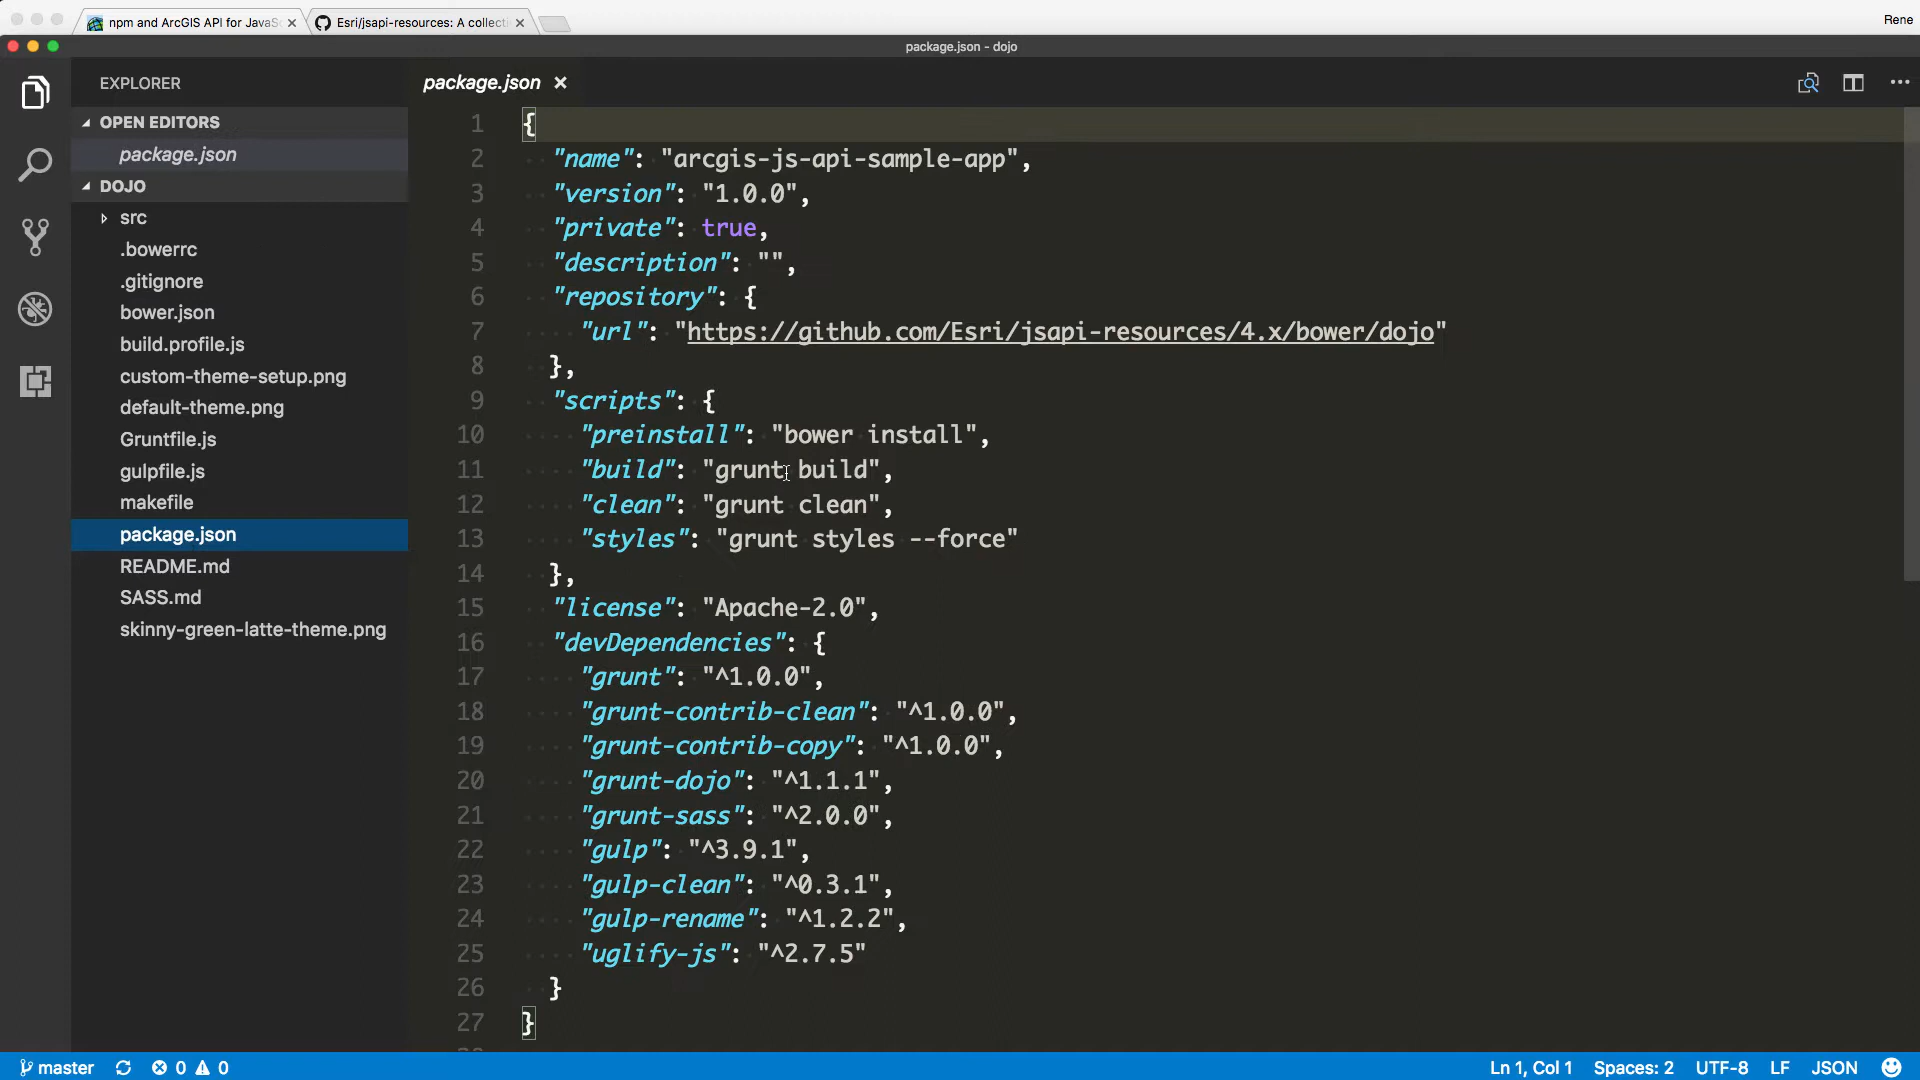 npm and ArcGIS API for JavaSc
Esri/jsapi-resources: A collecti
Rene
package.json - dojo
EXPLORER
OPEN EDITORS
package.json
DOJO
src
.bowerrc
.gitignore
bower.json
build.profile.js
custom-theme-setup.png
default-theme.png
Gruntfile.js
gulpfile.js
makefile
package.json
README.md
SASS.md
skinny-green-latte-theme.png
package.json
1 {
2 "name": "arcgis-js-api-sample-app",
3 "version": "1.0.0",
4 "private": true,
5 "description": "",
6 "repository": {
7 "url": "https://github.com/Esri/jsapi-resources/4.x/bower/dojo"
8 },
9 "scripts": {
10 "preinstall": "bower install",
11 "build": "grunt build",
12 "clean": "grunt clean",
13 "styles": "grunt styles --force"
14 },
15 "license": "Apache-2.0",
16 "devDependencies": {
17 "grunt": "^1.0.0",
18 "grunt-contrib-clean": "^1.0.0",
19 "grunt-contrib-copy": "^1.0.0",
20 "grunt-dojo": "^1.1.1",
21 "grunt-sass": "^2.0.0",
22 "gulp": "^3.9.1",
23 "gulp-clean": "^0.3.1",
24 "gulp-rename": "^1.2.2",
25 "uglify-js": "^2.7.5"
26 }
27 }
master 0 0 Ln 1, Col 1 Spaces: 2 UTF-8 LF JSON